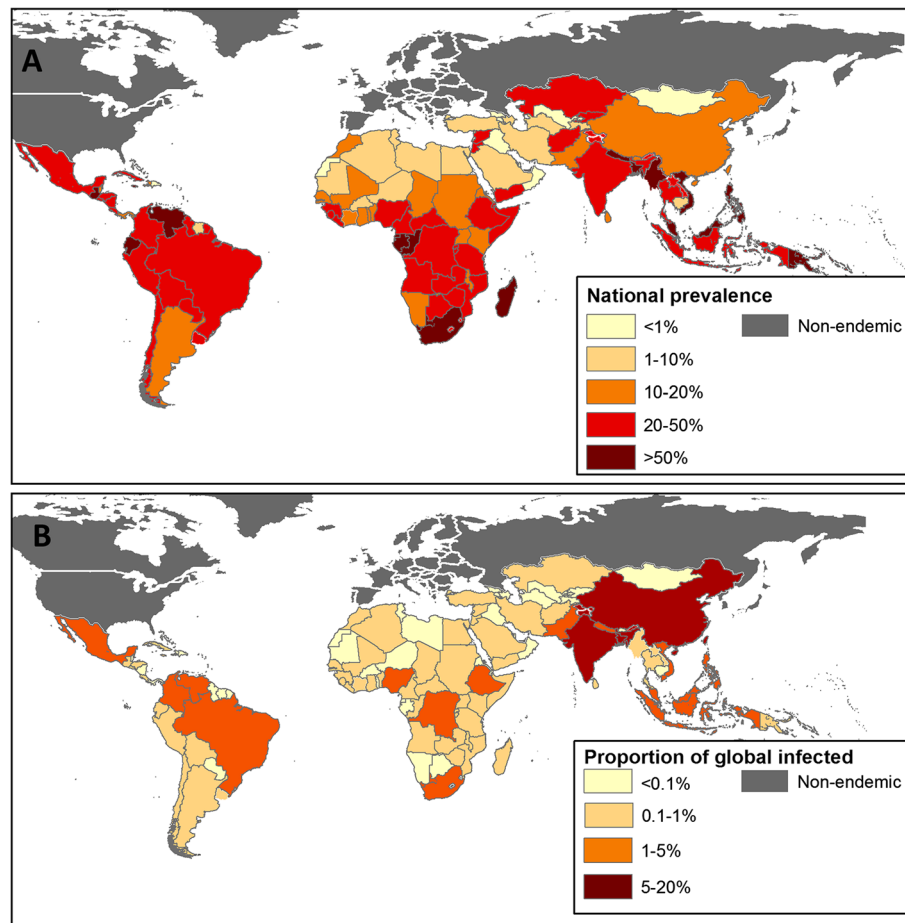 A
National prevalence
<1%
Non-endemic
1-10%
10-20%
20-50%
>50%
B
Proportion of global infected
<0.1%
Non-endemic
0.1-1%
1-5%
5-20%